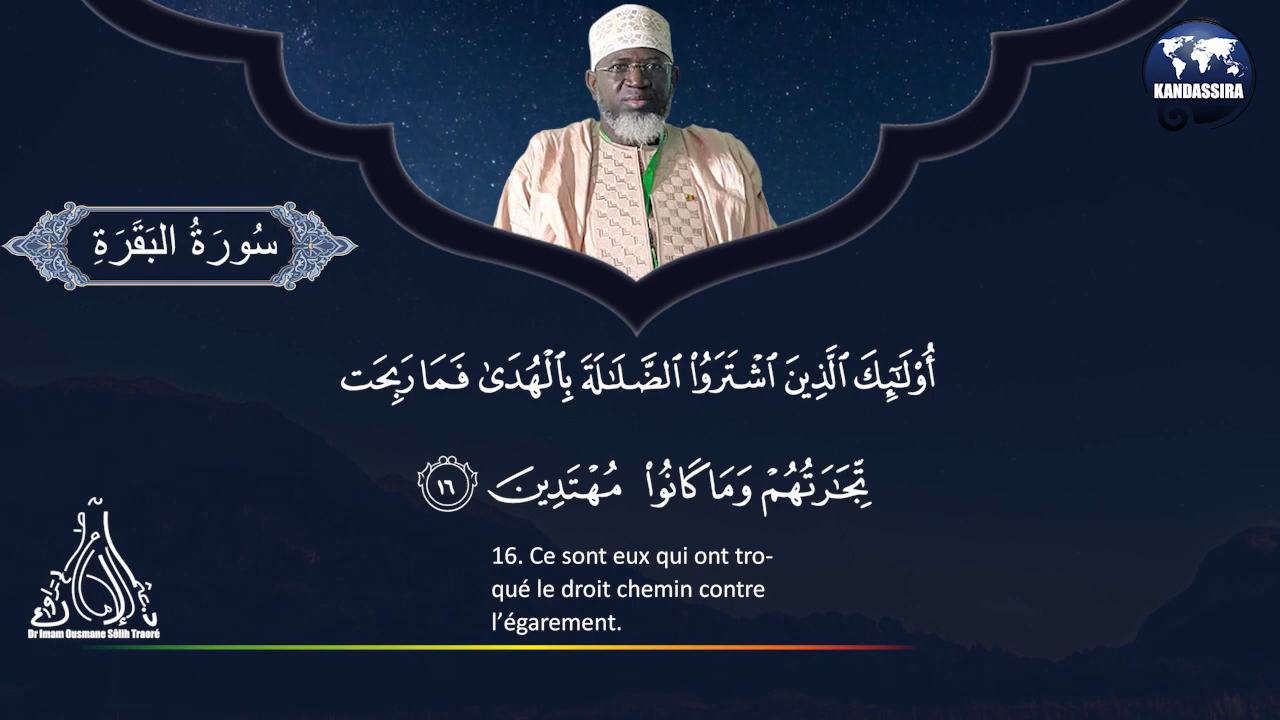 KANDASSIRA
سُورَةُ البَقَرَةِ
أُوْلَٰٓئِكَ ٱلَّذِينَ ٱشۡتَرَوُاْ ٱلضَّلَٰلَةَ بِٱلۡهُدَىٰ فَمَا رَبِحَت
تِّجَٰرَتُهُمۡ وَمَا كَانُواْ مُهۡتَدِينَ ١٦
16. Ce sont eux qui ont tro-
qué le droit chemin contre
l’égarement.
Dr Imam Ousmane Sôlih Traoré